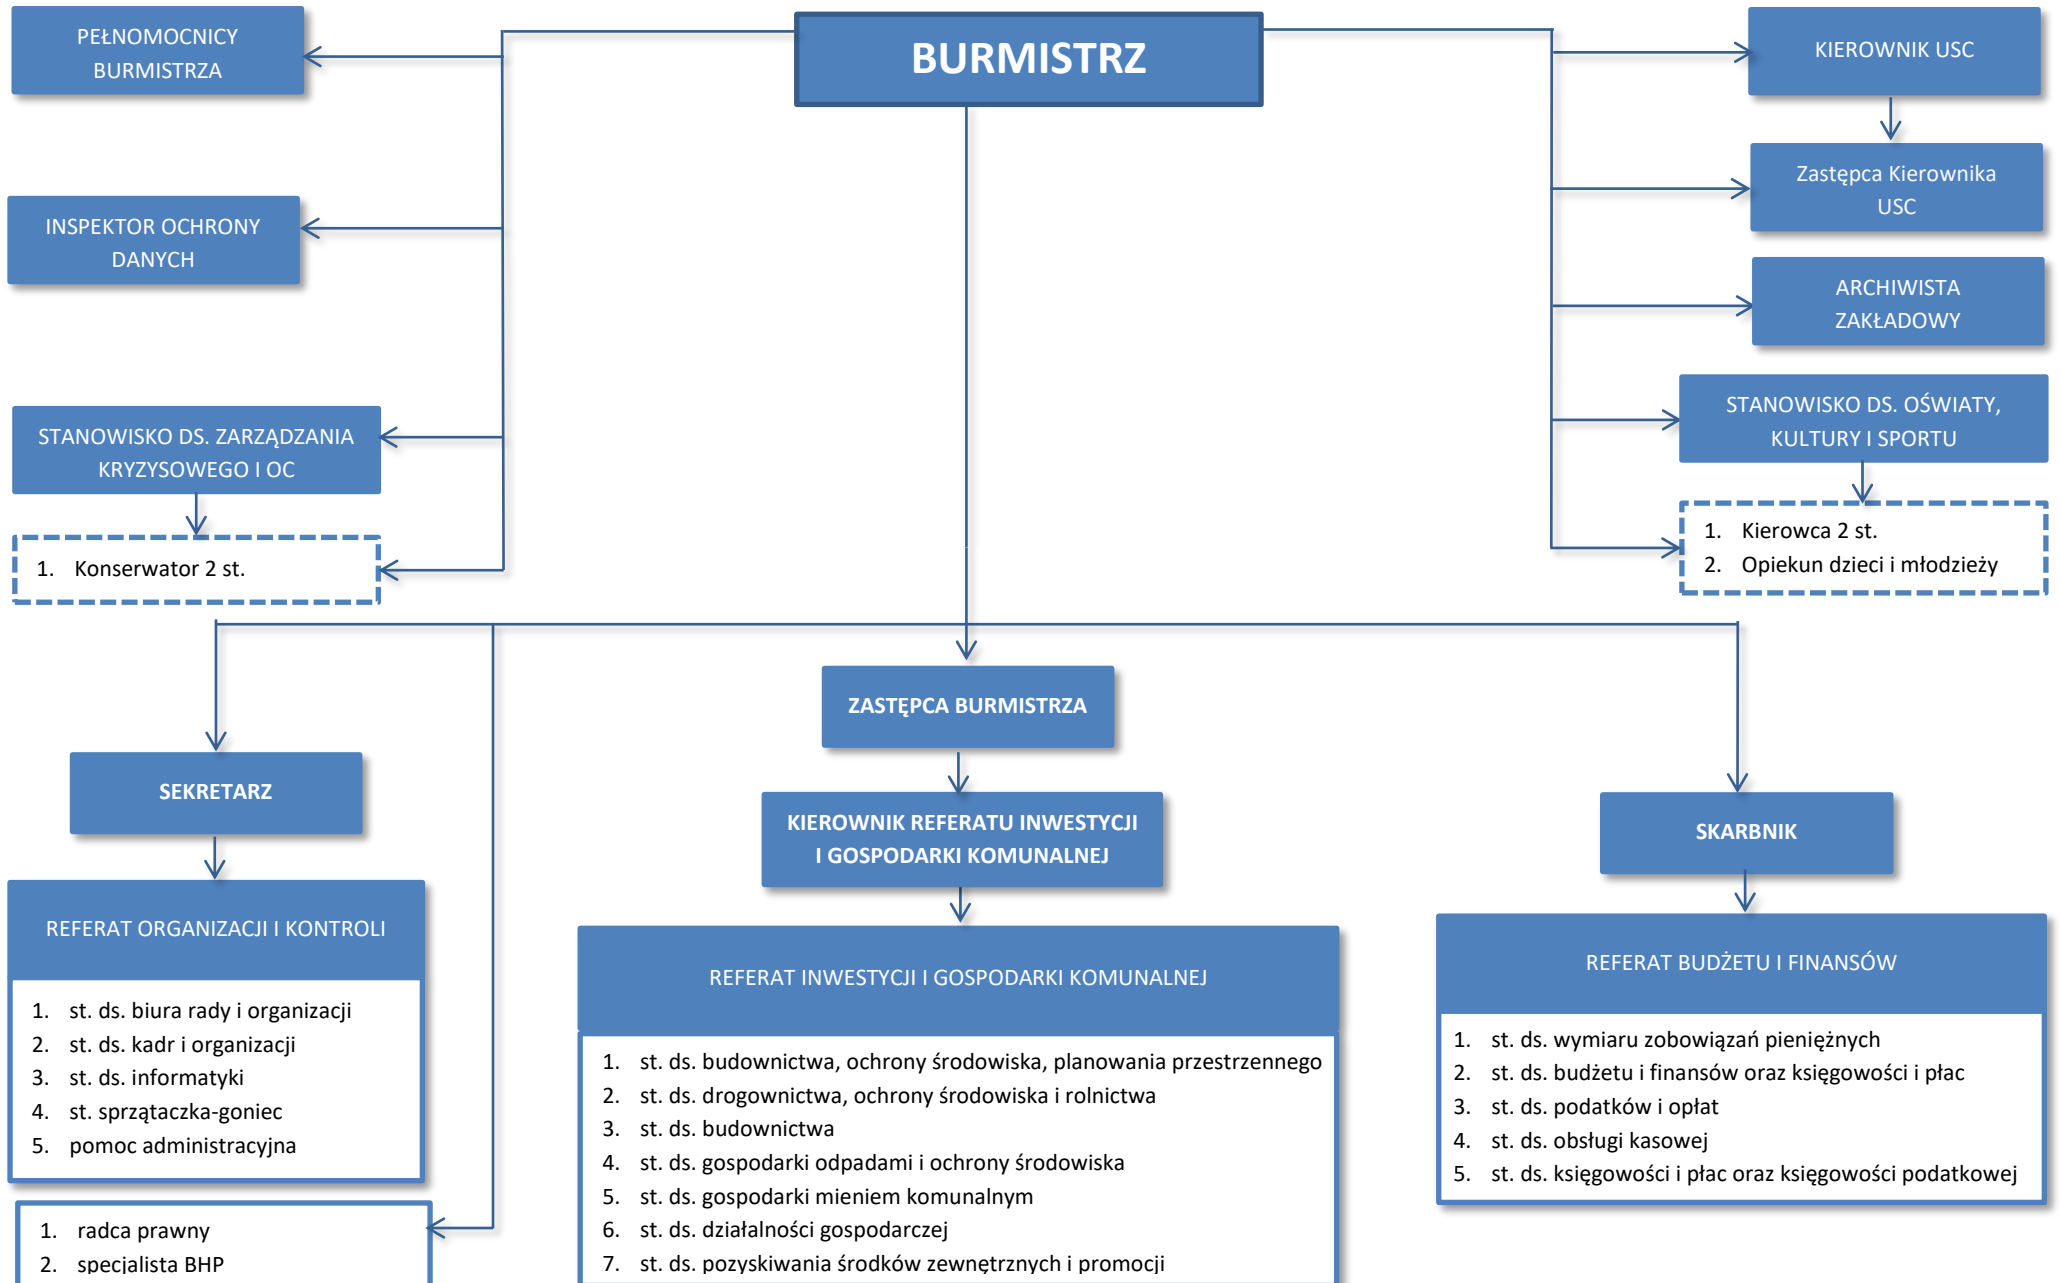 BURMISTRZ
PEŁNOMOCNICY
BURMISTRZA
INSPEKTOR OCHRONY
DANYCH
STANOWISKO DS. ZARZĄDZANIA
KRYZYSOWEGO I OC
1. Konserwator 2 st.
KIEROWNIK USC
Zastępca Kierownika
USC
ARCHIWISTA
ZAKŁADOWY
STANOWISKO DS. OŚWIATY,
KULTURY I SPORTU
1. Kierowca 2 st.
2. Opiekun dzieci i młodzieży
SEKRETARZ
REFERAT ORGANIZACJI I KONTROLI
1. st. ds. biura rady i organizacji
2. st. ds. kadr i organizacji
3. st. ds. informatyki
4. st. sprzątaczka-goniec
5. pomoc administracyjna
1. radca prawny
2. specjalista BHP
ZASTĘPCA BURMISTRZA
KIEROWNIK REFERATU INWESTYCJI
I GOSPODARKI KOMUNALNEJ
REFERAT INWESTYCJI I GOSPODARKI KOMUNALNEJ
1. st. ds. budownictwa, ochrony środowiska, planowania przestrzennego
2. st. ds. drogownictwa, ochrony środowiska i rolnictwa
3. st. ds. budownictwa
4. st. ds. gospodarki odpadami i ochrony środowiska
5. st. ds. gospodarki mieniem komunalnym
6. st. ds. działalności gospodarczej
7. st. ds. pozyskiwania środków zewnętrznych i promocji
SKARBNIK
REFERAT BUDŻETU I FINANSÓW
1. st. ds. wymiaru zobowiązań pieniężnych
2. st. ds. budżetu i finansów oraz księgowości i płac
3. st. ds. podatków i opłat
4. st. ds. obsługi kasowej
5. st. ds. księgowości i płac oraz księgowości podatkowej